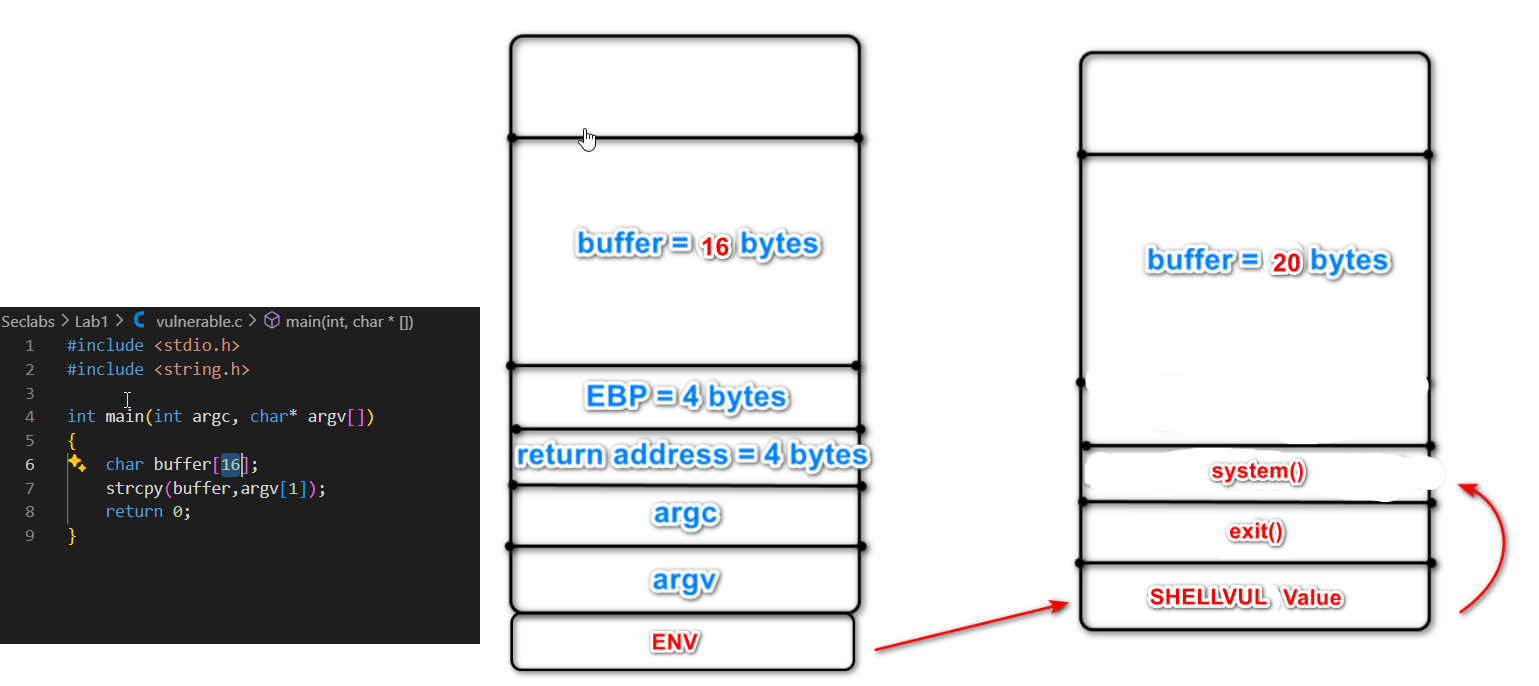 Seclabs > Lab1 > C vulnerable.c > main(int, char * [])
1 #include <stdio.h>
2 #include <string.h>
3
4 int main(int argc, char* argv[])
5 {
6 char buffer[16];
7 strcpy(buffer,argv[1]);
8 return 0;
9 }
buffer = 16 bytes
EBP = 4 bytes
return address = 4 bytes
argc
argv
ENV
buffer = 20 bytes
system()
exit()
SHELLVUL Value